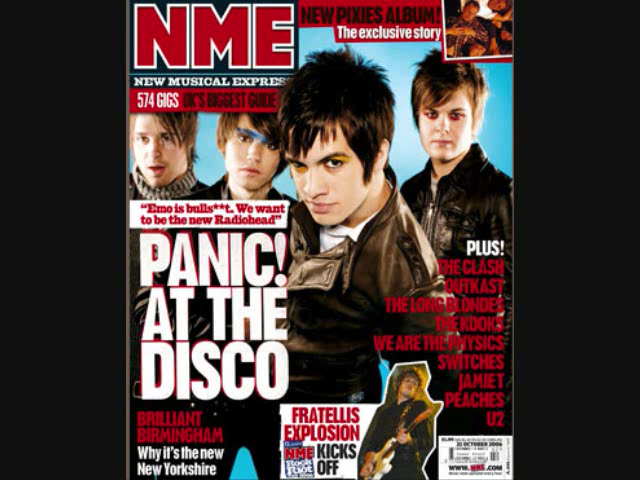 NME
NEW MUSICAL EXPRESS
NEW PIXIES ALBUM!
The exclusive story
574 GIGS UK'S BIGGEST GUIDE
"Emo is bulls**t. We want
to be the new Radiohead"
PANIC!
AT THE
DISCO
PLUS!
THE CLASH
OUTKAST
THE LONG BLONDES
THE KOOKS
WE ARE THE PHYSICS
SWITCHES
JAMIE T
PEACHES
U2
BRILLIANT
BIRMINGHAM
Why it's the new
New Yorkshire
FRATELLIS
EXPLOSION
NME KICKS
OFF
21 OCTOBER 2006
WWW.NME.COM